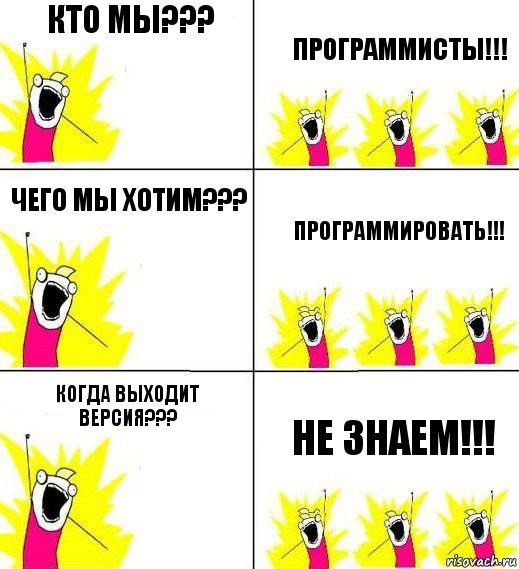 КТО МЫ???
ПРОГРАММИСТЫ!!!
ЧЕГО МЫ ХОТИМ???
ПРОГРАММИРОВАТЬ!!!
КОГДА ВЫХОДИТ
ВЕРСИЯ???
НЕ ЗНАЕМ!!!
risovach.ru